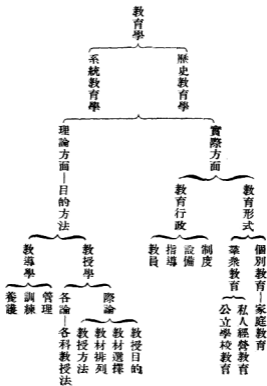 教育學
歷史教育學
系統教育學
實際方面
理論方面—目的方法
教育形式
教育行政
個別教育—家庭教育
羣衆教育
私人經營教育
公立學校教育
制度
設備
指導
教員
教授學
教導學
際論
各論—各科教授法
教授目的
教材選擇
教材排列
教授方法
管理
訓練
養護